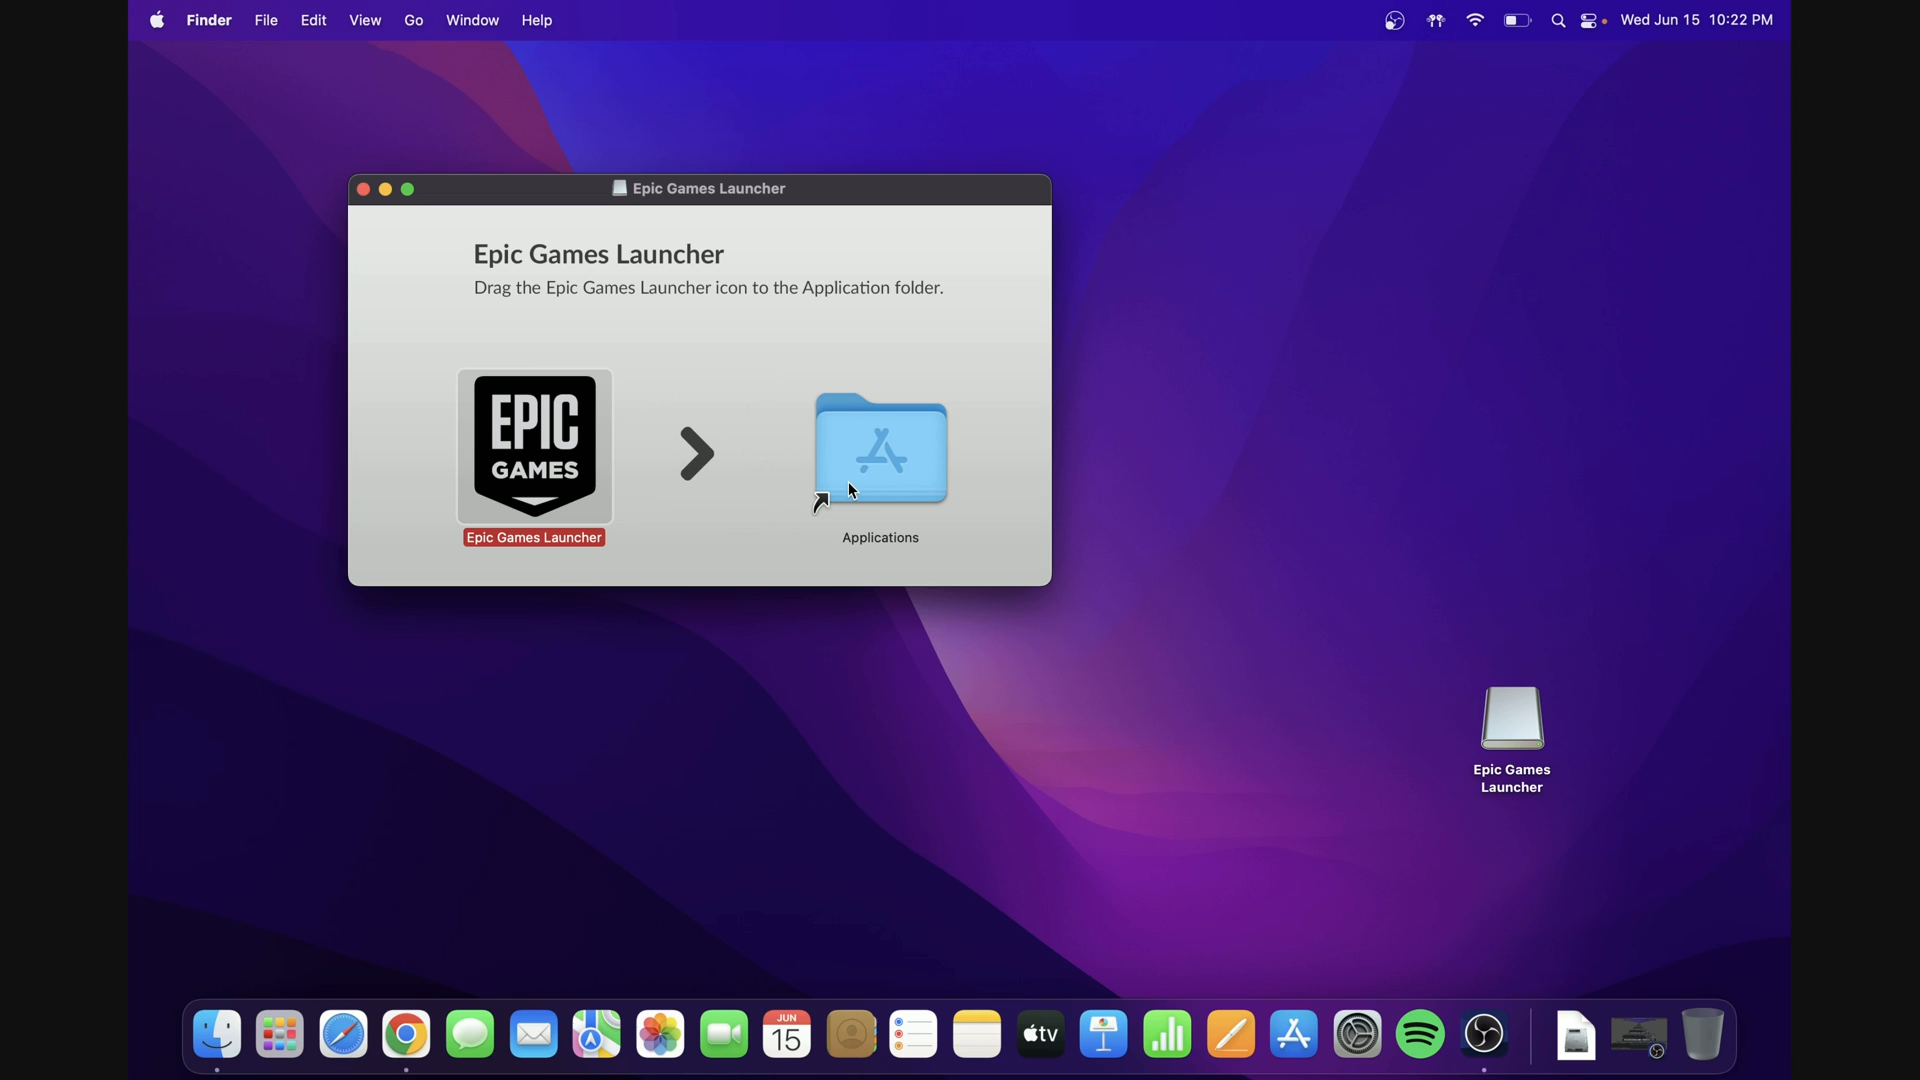 Finder File Edit View Go Window Help Wed Jun 15 10:22 PM
Epic Games Launcher
Epic Games Launcher
Drag the Epic Games Launcher icon to the Application folder.
EPIC
GAMES
Epic Games Launcher
Applications
Epic Games
Launcher
JUN
15
tv